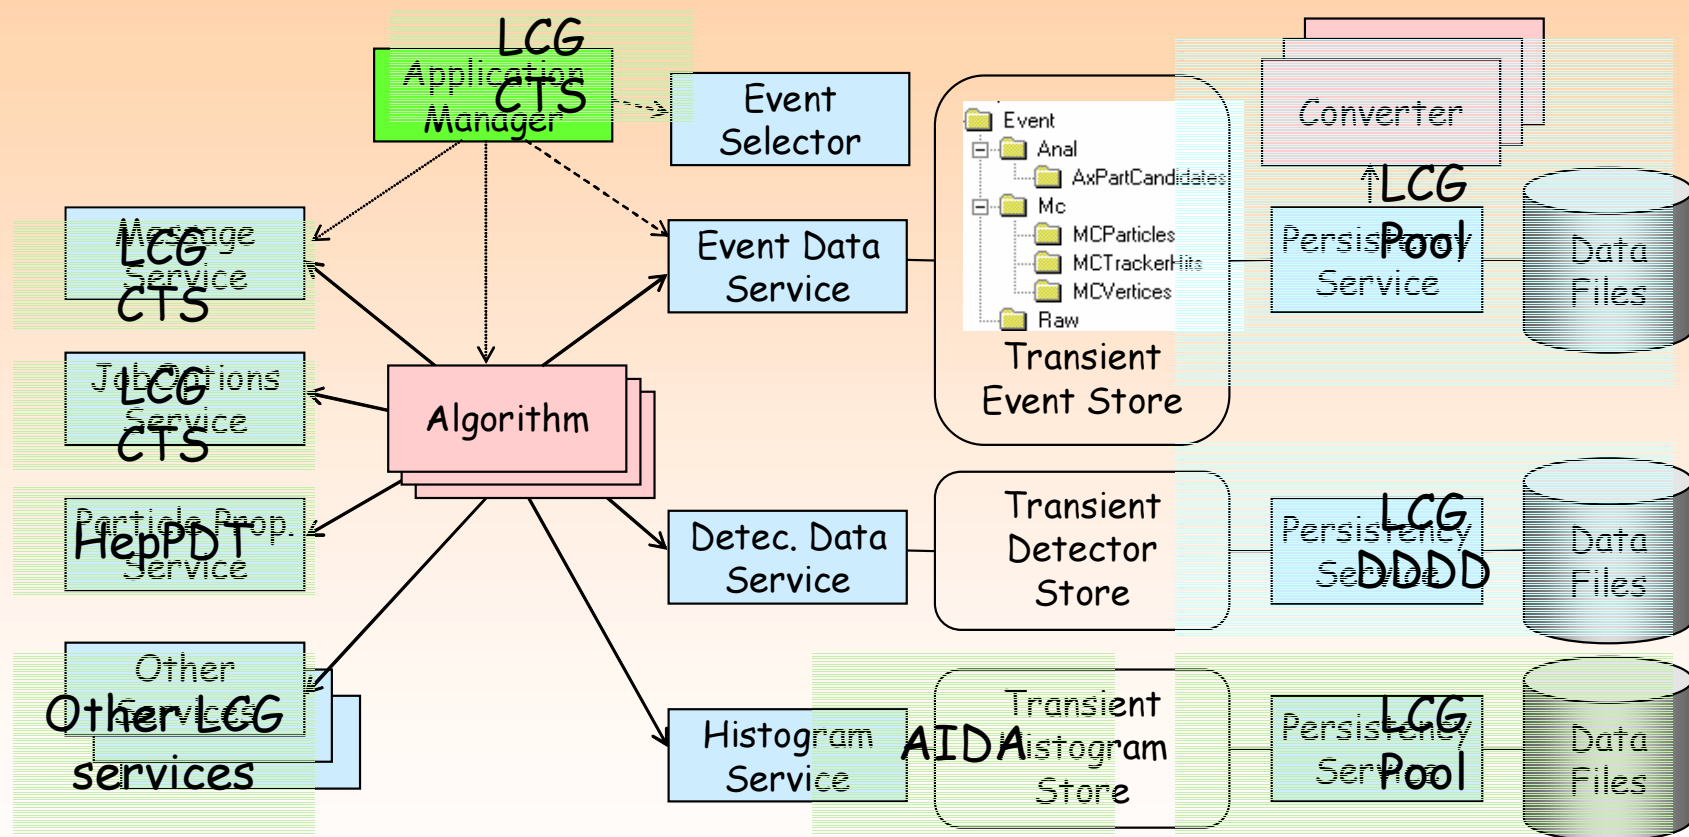 LCG
CTS
Application
Manager
Event
Selector
Event
Anal
AxPartCandidates
Mc
MCParticles
MCTrackerHits
MCVertices
Raw
Transient
Event Store
Converter
LCG
Pool
Persistency
Service
Data
Files
Message
Service
LCG
CTS
Event Data
Service
JobOptions
Service
LCG
CTS
Algorithm
Particle Prop.
Service
HepPDT
Detec. Data
Service
Transient
Detector
Store
Persistency
Service
LCG
DDDD
Data
Files
Other
Services
Other LCG
services
Histogram
Service
AIDA
Transient
Histogram
Store
Persistency
Service
LCG
Pool
Data
Files